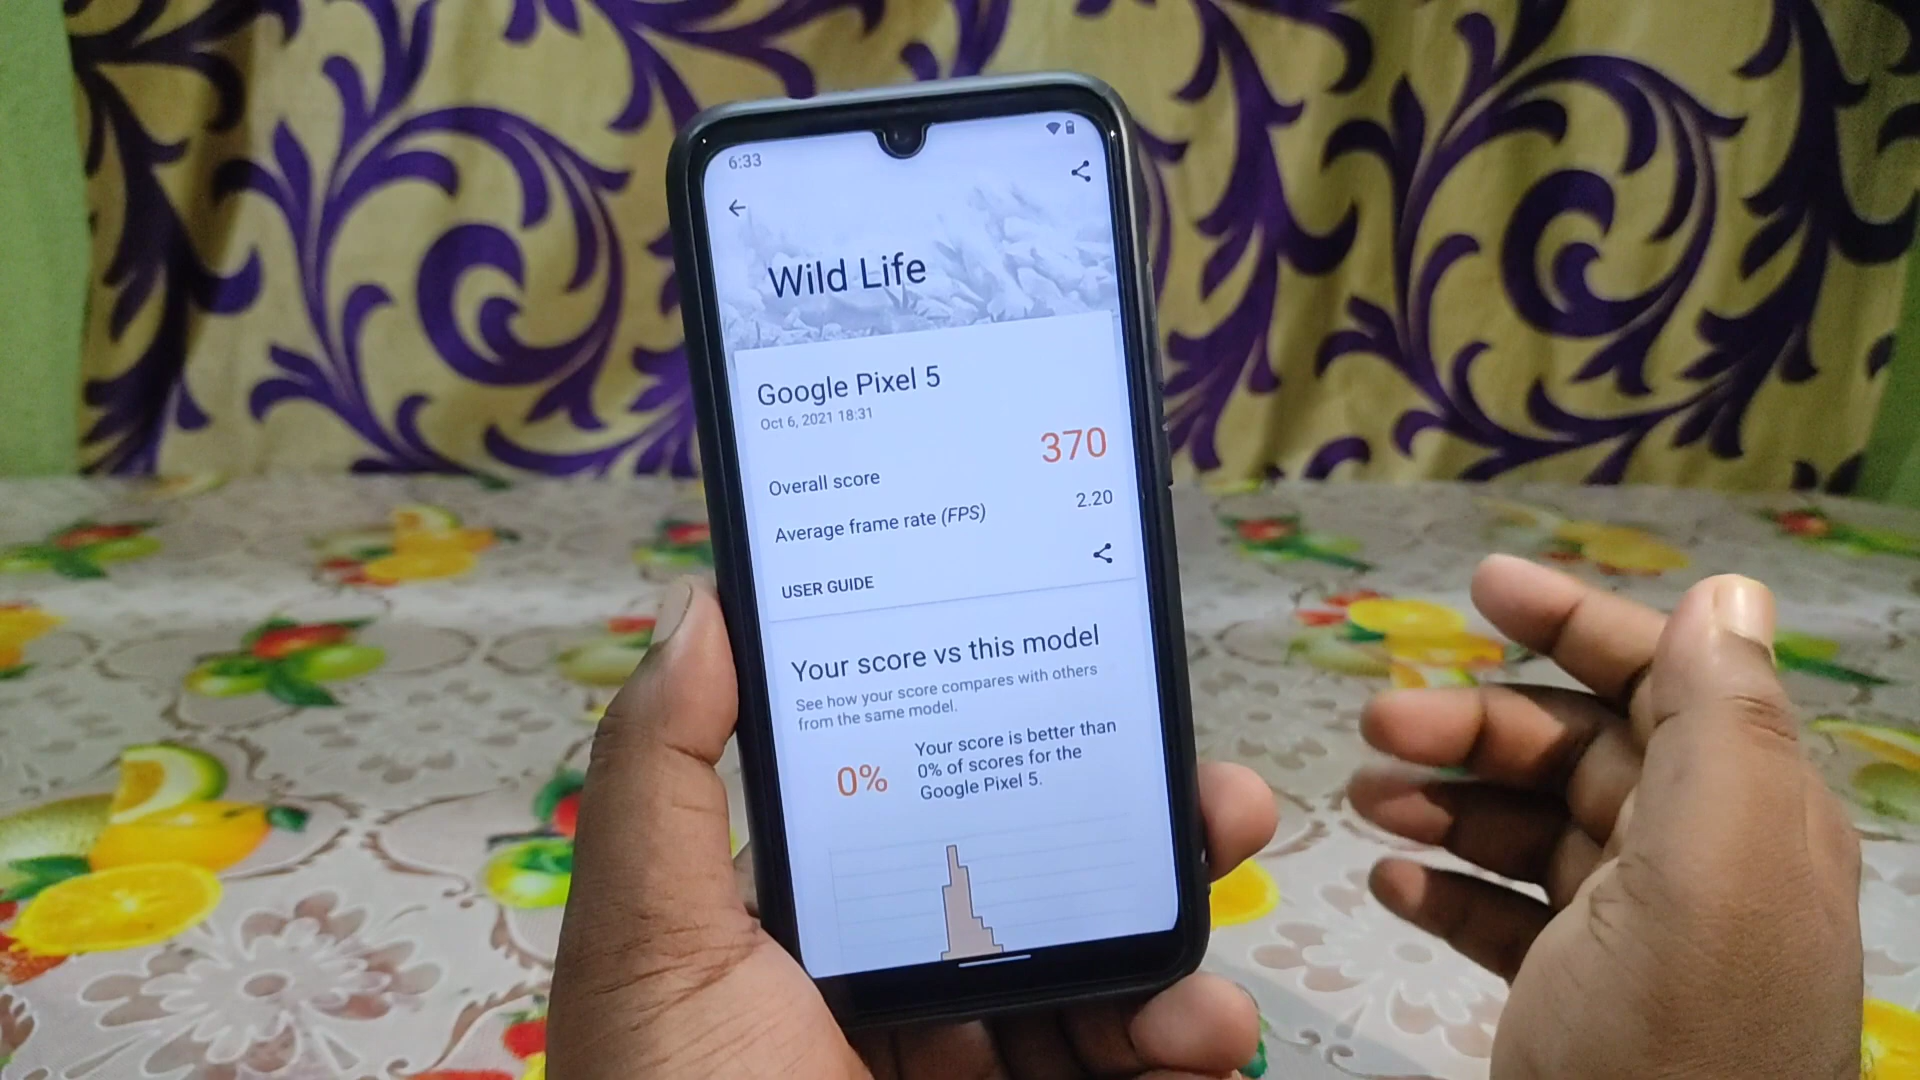 6:33
Wild Life
Google Pixel 5
Oct 6, 2021 18:31
370
Overall score
Average frame rate (FPS)
2.20
USER GUIDE
Your score vs this model
See how your score compares with others
from the same model.
0%
Your score is better than
0% of scores for the
Google Pixel 5.